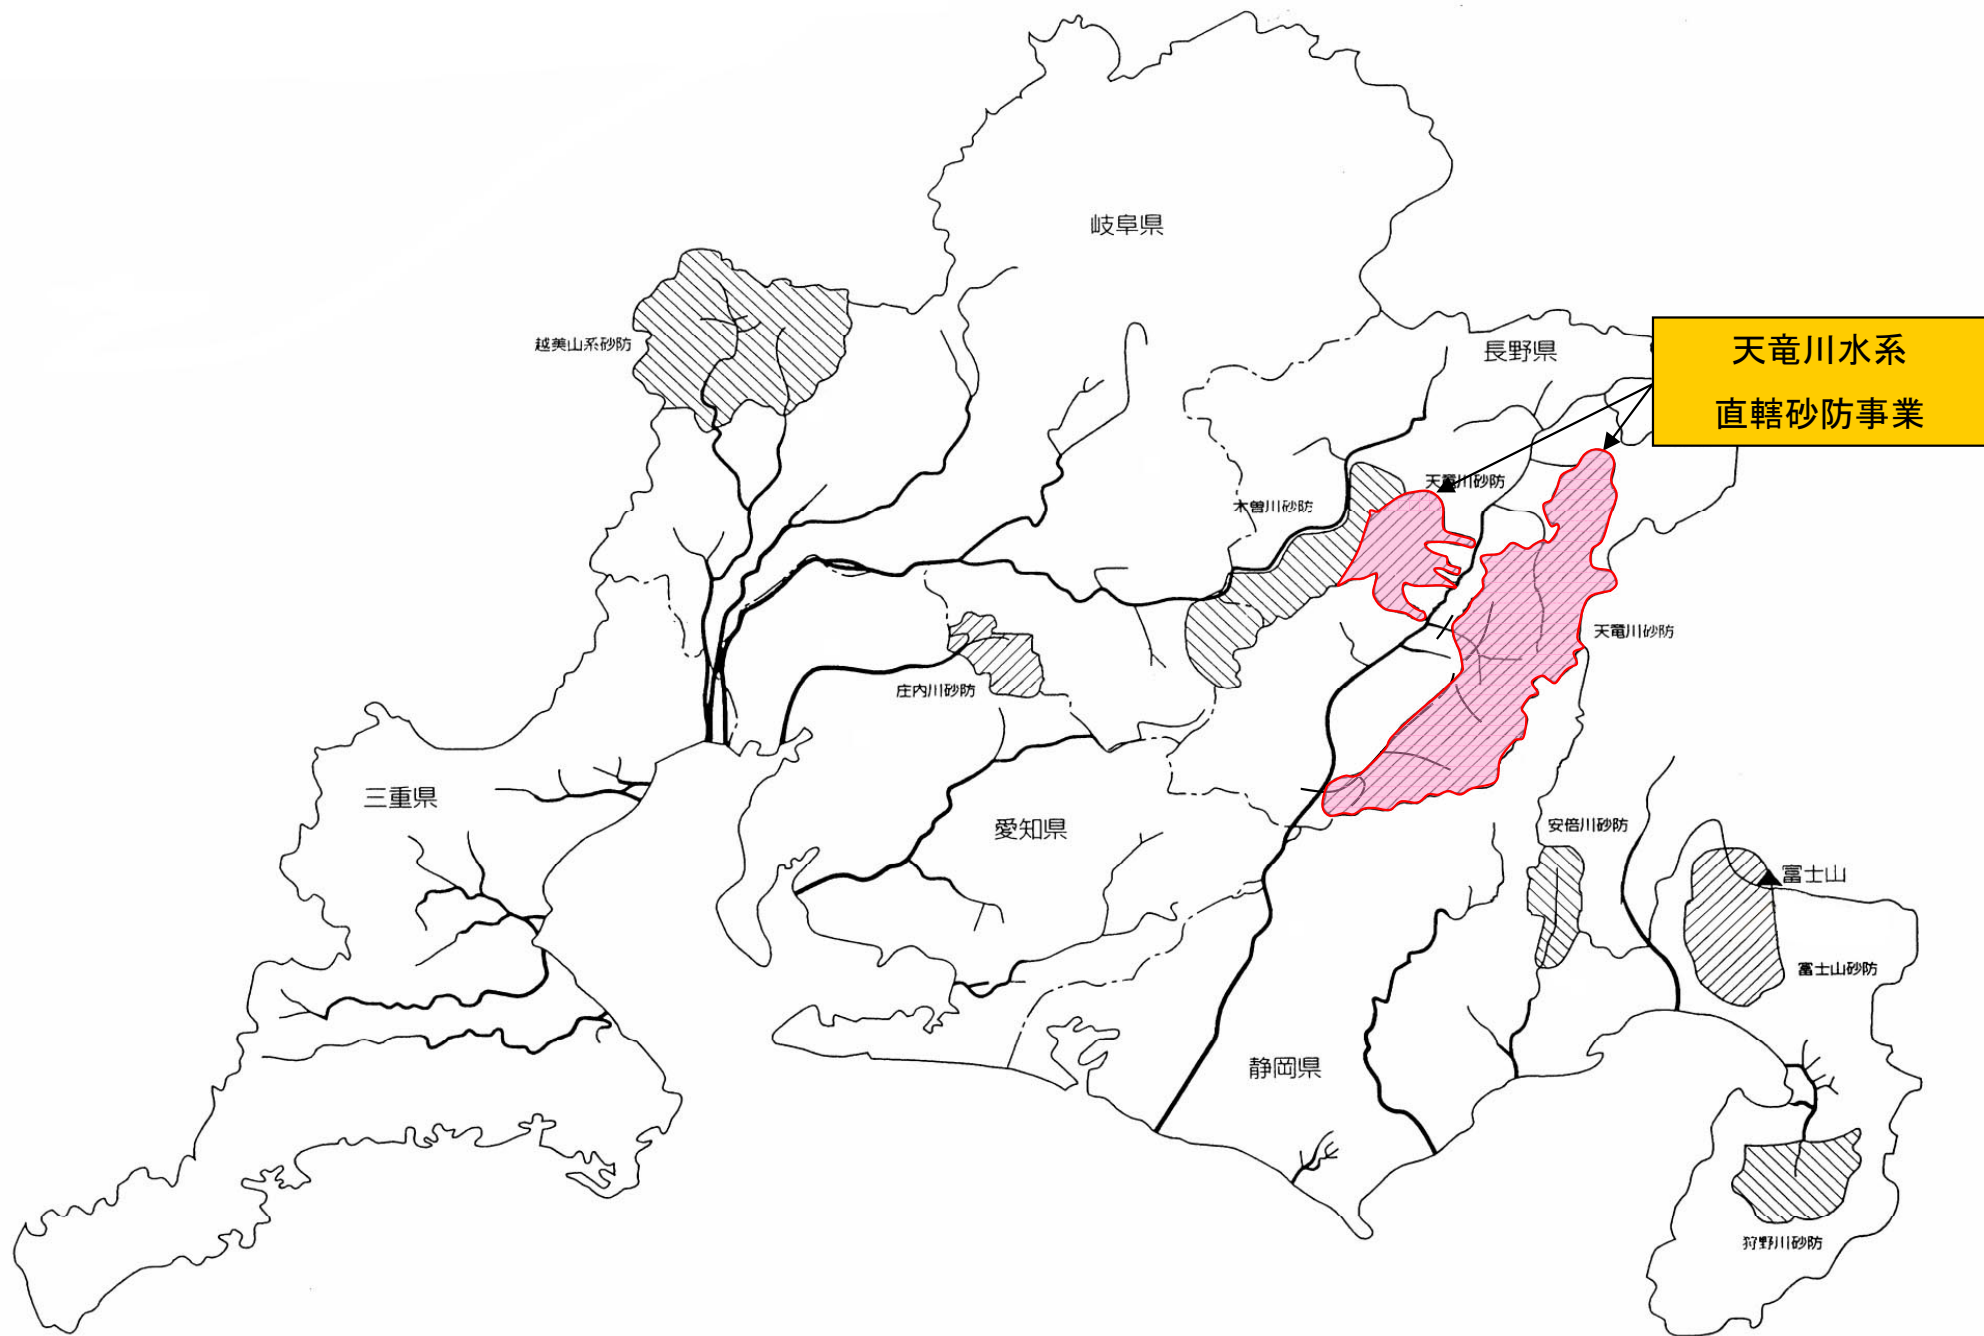 岐阜県
越美山系砂防
長野県
天竜川水系
直轄砂防事業
天竜川砂防
木曽川砂防
天竜川砂防
庄内川砂防
三重県
愛知県
安倍川砂防
富士山
富士山砂防
静岡県
狩野川砂防